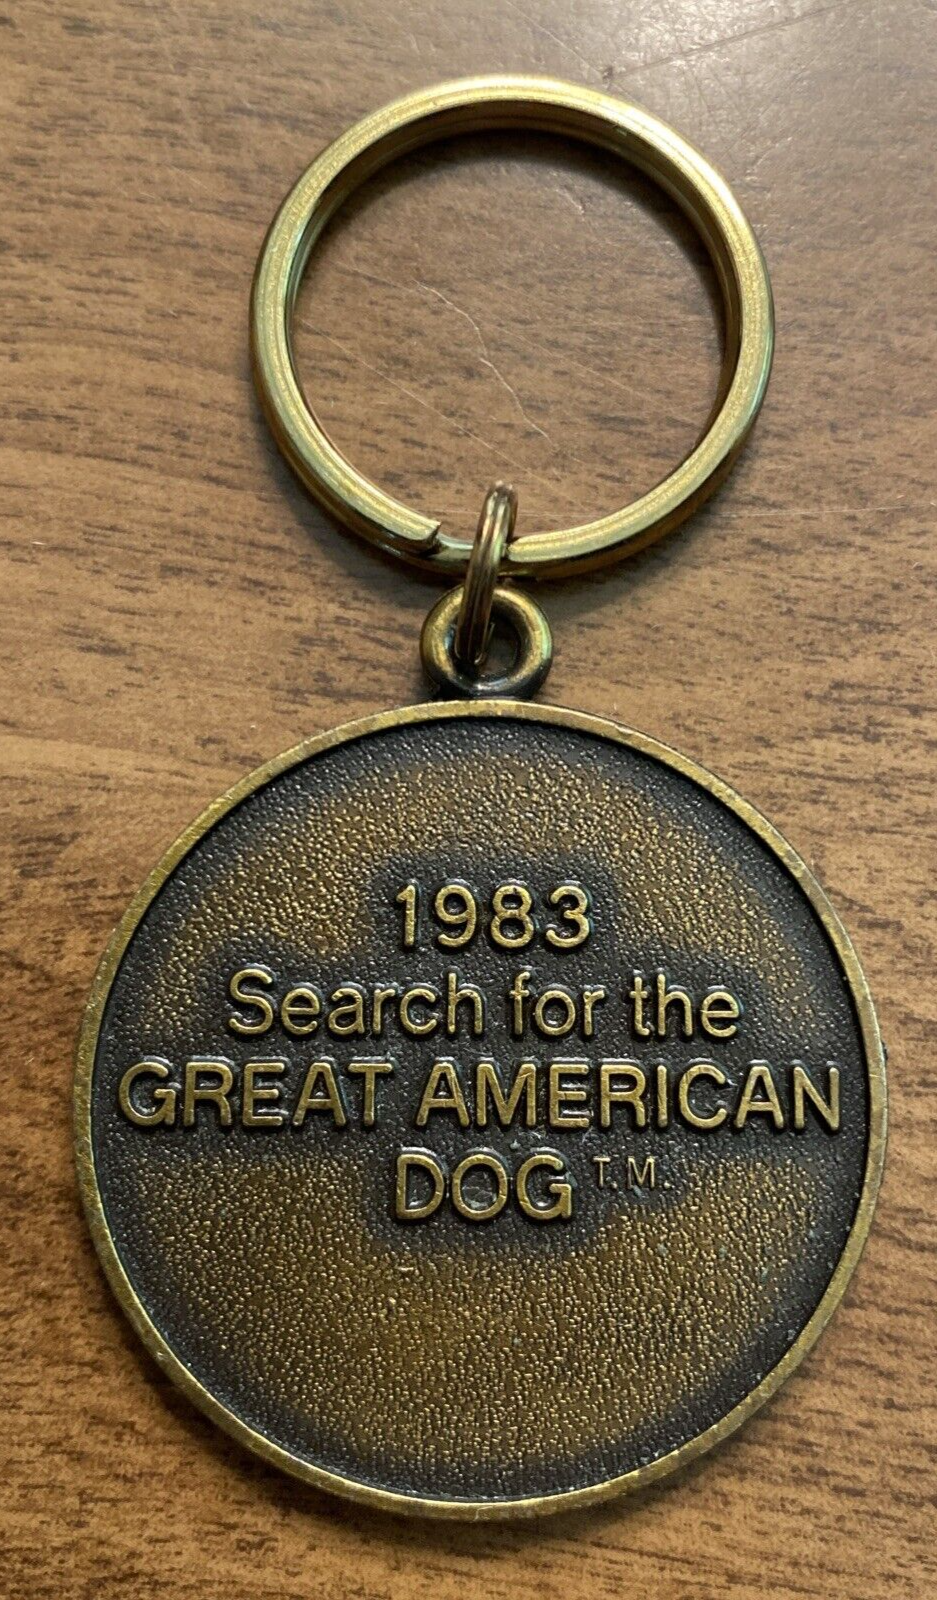 1983
Search for the
GREAT AMERICAN
DOG T.M.